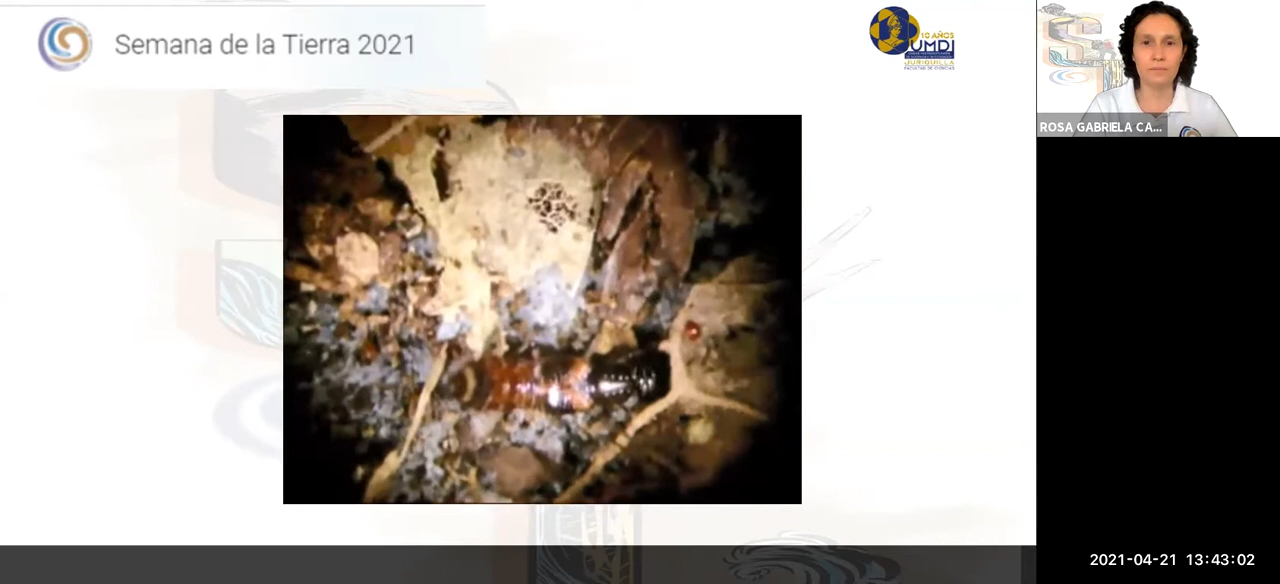 Semana de la Tierra 2021
10 AÑOS
UMDI
JURIQUILLA
FACULTAD DE CIENCIAS
ROSA GABRIELA CA...
2021-04-21 13:43:02